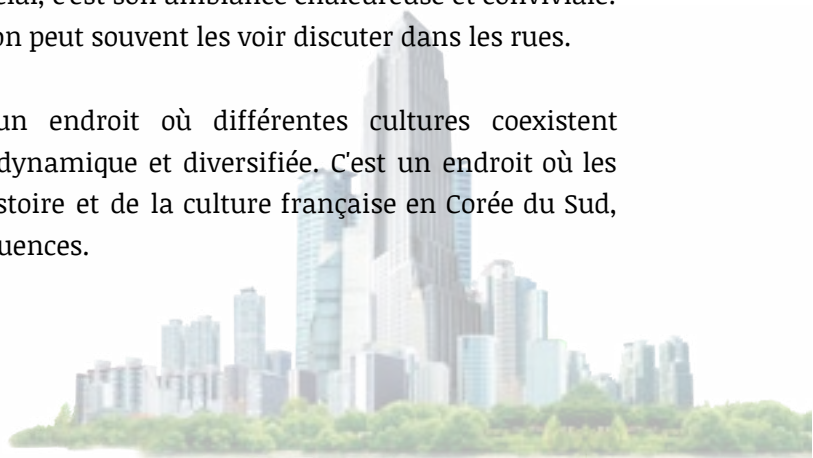 c'est son ambiance chaleureuse et conviviale.
on peut souvent les voir discuter dans les rues.
un endroit où différentes cultures coexistent
dynamique et diversifiée. C'est un endroit où les
stoire et de la culture française en Corée du Sud,
uences.